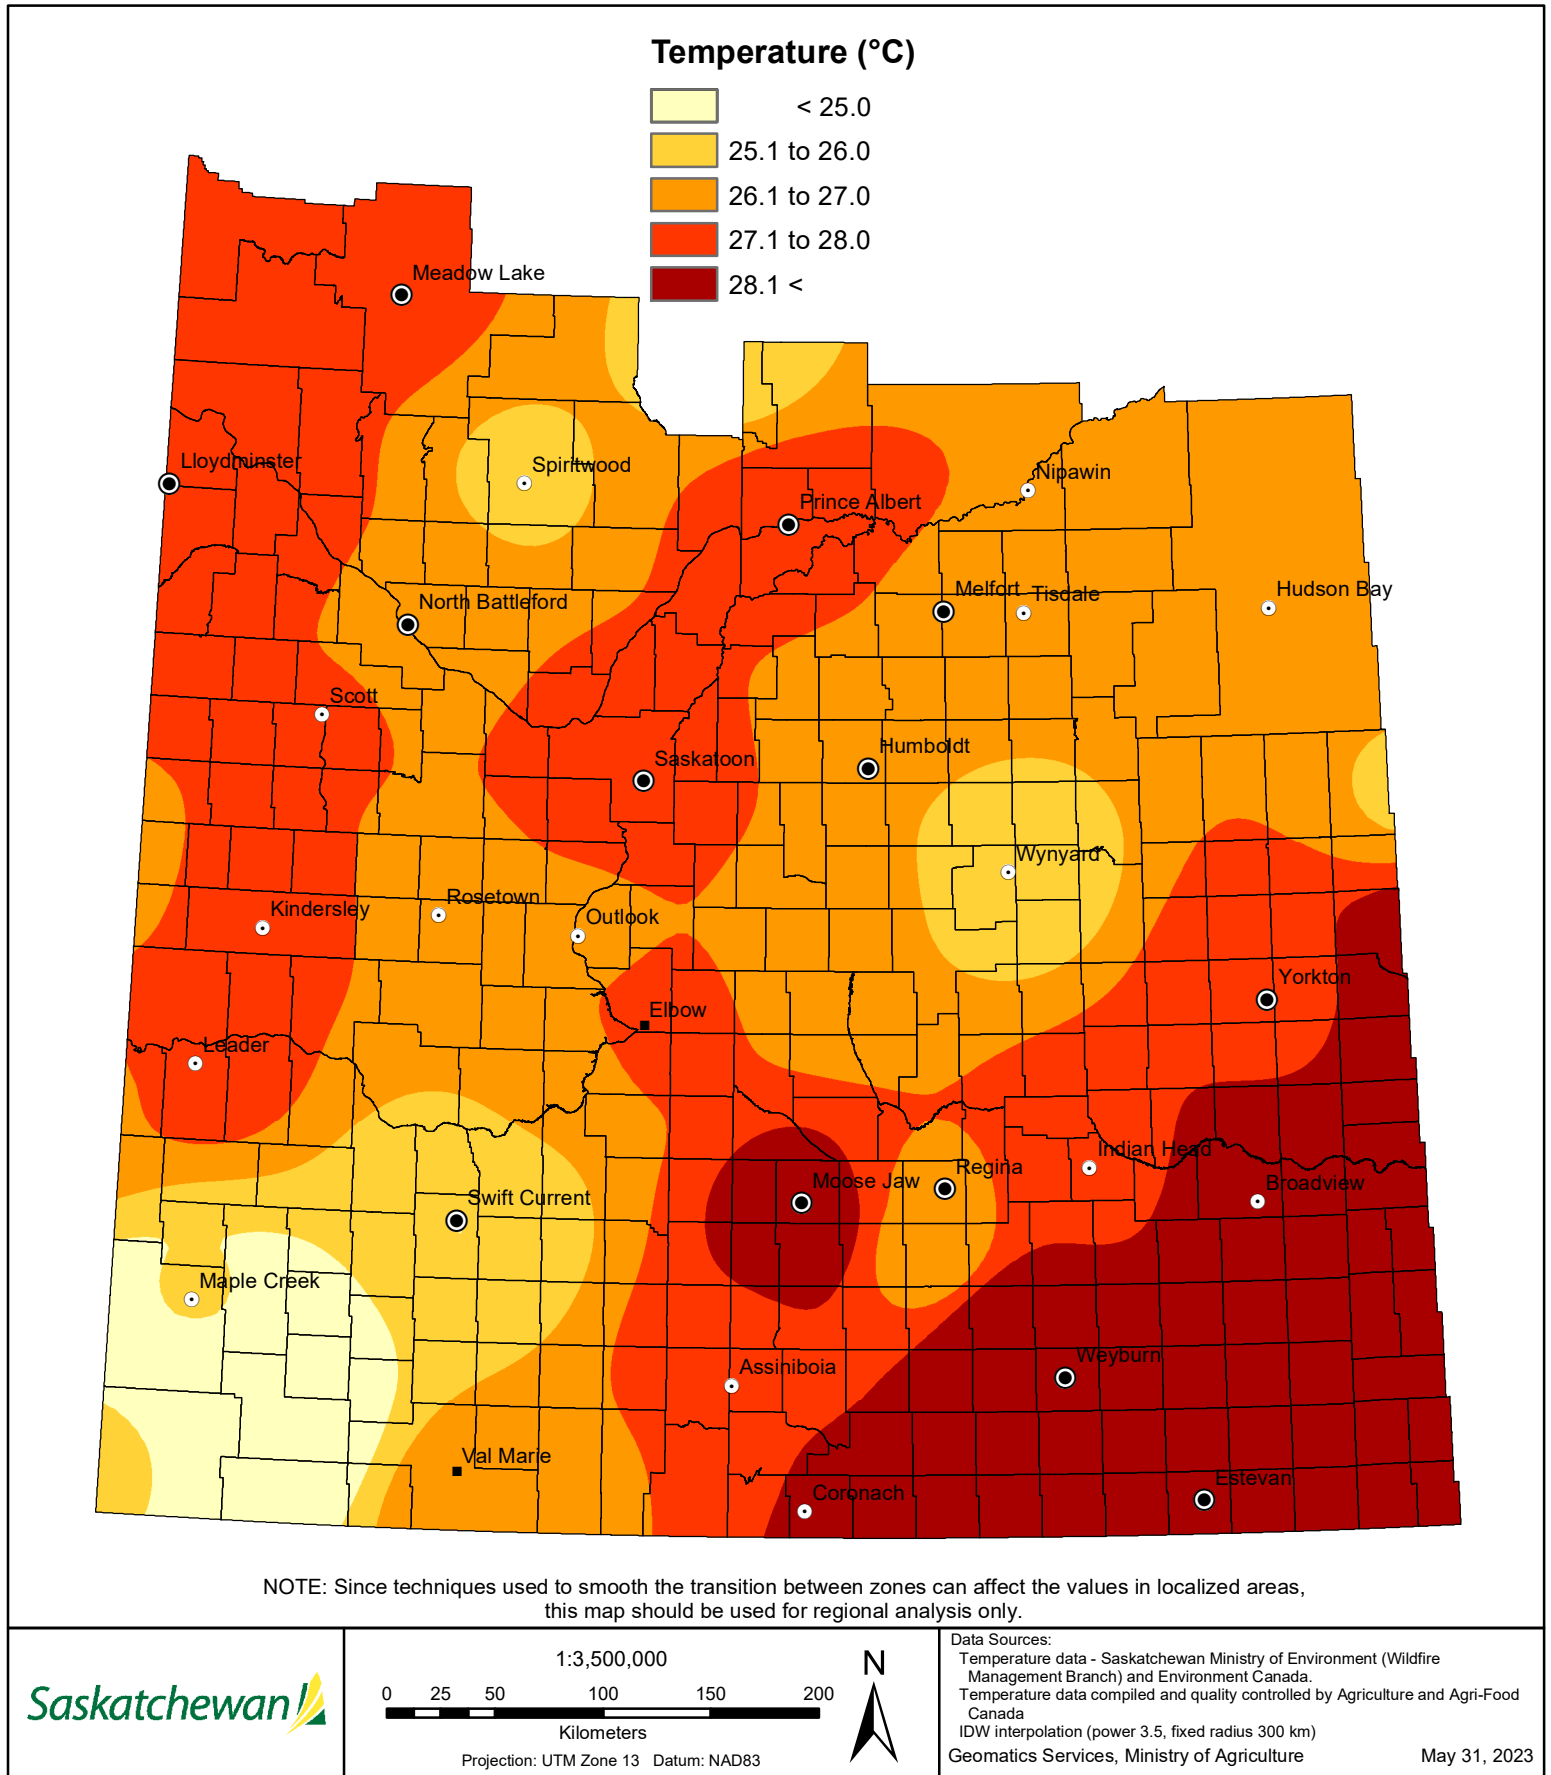 Temperature (°C)
< 25.0
25.1 to 26.0
26.1 to 27.0
27.1 to 28.0
28.1 <
Meadow Lake
Lloydminster
Spiritwood
Nipawin
Prince Albert
North Battleford
Melfort
Tisdale
Hudson Bay
Scott
Saskatoon
Humboldt
Wynyard
Kindersley
Rosetown
Outlook
Yorkton
Elbow
Leader
Indian Head
Regina
Moose Jaw
Broadview
Swift Current
Maple Creek
Weyburn
Assiniboia
Val Marie
Coronach
Estevan
NOTE: Since techniques used to smooth the transition between zones can affect the values in localized areas,
this map should be used for regional analysis only.
Saskatchewan
1:3,500,000
0 25 50 100 150 200
Kilometers
Projection: UTM Zone 13 Datum: NAD83
N
Data Sources:
Temperature data - Saskatchewan Ministry of Environment (Wildfire
Management Branch) and Environment Canada.
Temperature data compiled and quality controlled by Agriculture and Agri-Food
Canada
IDW interpolation (power 3.5, fixed radius 300 km)
Geomatics Services, Ministry of Agriculture
May 31, 2023